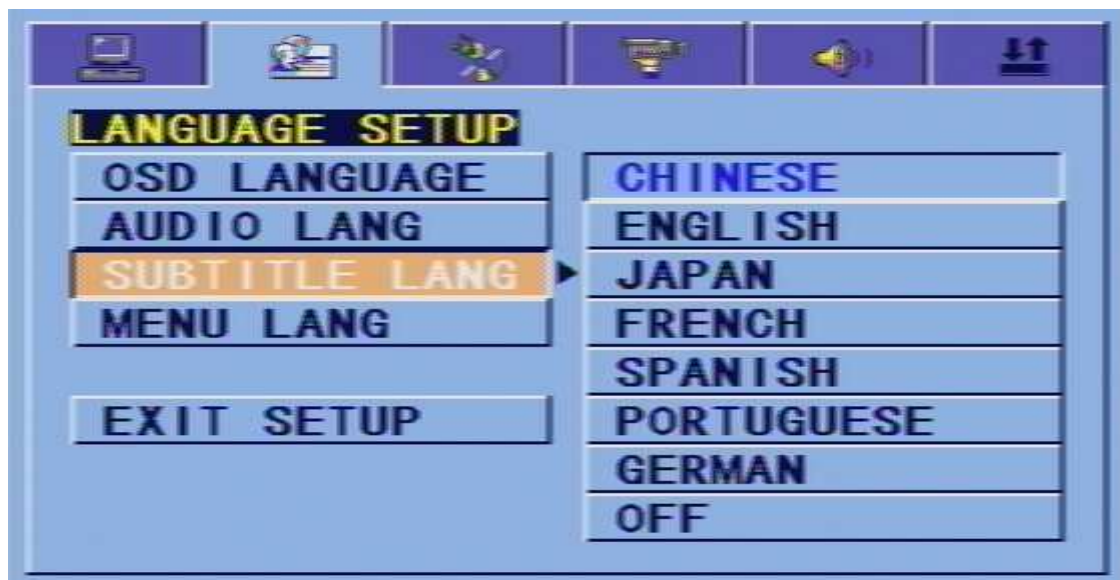 LANGUAGE SETUP
OSD LANGUAGE
AUDIO LANG
SUBTITLE LANG
MENU LANG
EXIT SETUP
CHINESE
ENGLISH
JAPAN
FRENCH
SPANISH
PORTUGUESE
GERMAN
OFF